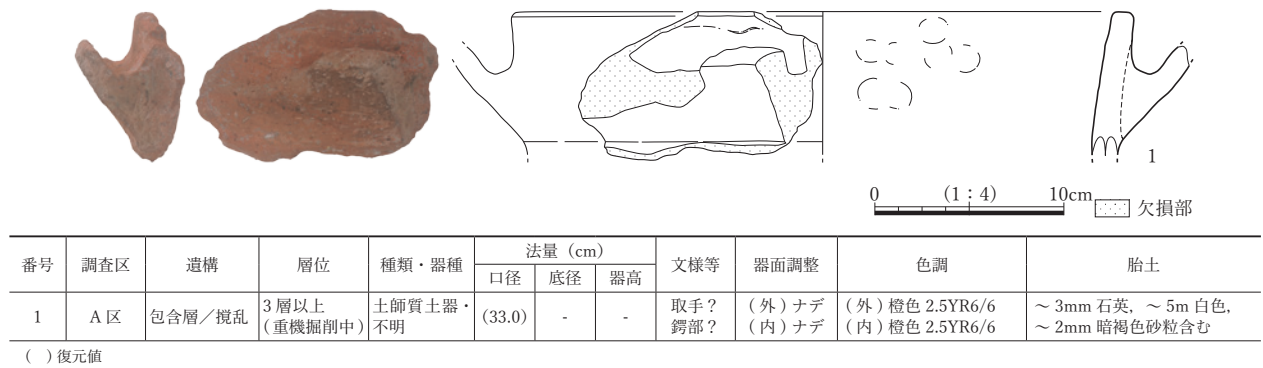 1
0 (1：4) 10cm
欠損部
番号 調査区 遺構 層位 種類・器種 法量（cm） 文様等 器面調整 色調 胎土
口径 底径 器高
1 A 区 包含層／撹乱 3 層以上 土師質土器・ (33.0) - - 取手？ ( 外 ) ナデ ( 外 ) 橙色 2.5YR6/6 ～ 3mm 石英，～ 5m 白色，
( 重機掘削中 ) 不明 鍔部？ ( 内 ) ナデ ( 内 ) 橙色 2.5YR6/6 ～ 2mm 暗褐色砂粒含む
（　）復元値